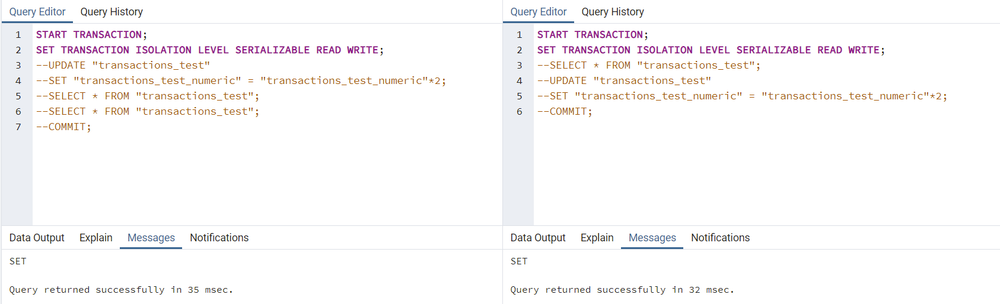 Query Editor Query History
1 START TRANSACTION;
2 SET TRANSACTION ISOLATION LEVEL SERIALIZABLE READ WRITE;
3 --UPDATE "transactions_test"
4 --SET "transactions_test_numeric" = "transactions_test_numeric"*2;
5 --SELECT * FROM "transactions_test";
6 --SELECT * FROM "transactions_test";
7 --COMMIT;
Data Output Explain Messages Notifications
SET
Query returned successfully in 35 msec.
Query Editor Query History
1 START TRANSACTION;
2 SET TRANSACTION ISOLATION LEVEL SERIALIZABLE READ WRITE;
3 --SELECT * FROM "transactions_test";
4 --UPDATE "transactions_test"
5 --SET "transactions_test_numeric" = "transactions_test_numeric"*2;
6 --COMMIT;
Data Output Explain Messages Notifications
SET
Query returned successfully in 32 msec.